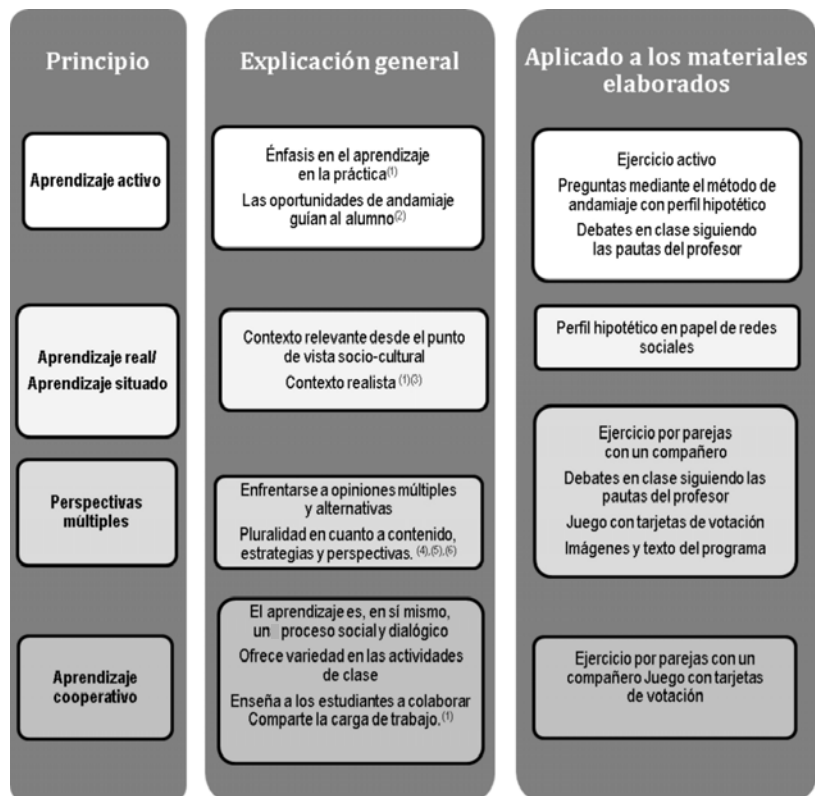 Principio
Explicación general
Aplicado a los materiales
elaborados
Aprendizaje activo
Énfasis en el aprendizaje
en la práctica(1)
Las oportunidades de andamiaje
guían al alumno(2)
Ejercicio activo
Preguntas mediante el método de
andamiaje con perfil hipotético
Debates en clase siguiendo
las pautas del profesor
Aprendizaje real/
Aprendizaje situado
Contexto relevante desde el punto
de vista socio-cultural
Contexto realista (1)(3)
Perfil hipotético en papel de redes
sociales
Perspectivas
múltiples
Enfrentarse a opiniones múltiples
y alternativas
Pluralidad en cuanto a contenido,
estrategias y perspectivas. (4),(5),(6)
Ejercicio por parejas
con un compañero
Debates en clase siguiendo las
pautas del profesor
Juego con tarjetas de votación
Imágenes y texto del programa
Aprendizaje
cooperativo
El aprendizaje es, en sí mismo,
un proceso social y dialógico
Ofrece variedad en las actividades
de clase
Enseña a los estudiantes a colaborar
Comparte la carga de trabajo.(1)
Ejercicio por parejas con un
compañero Juego con tarjetas
de votación